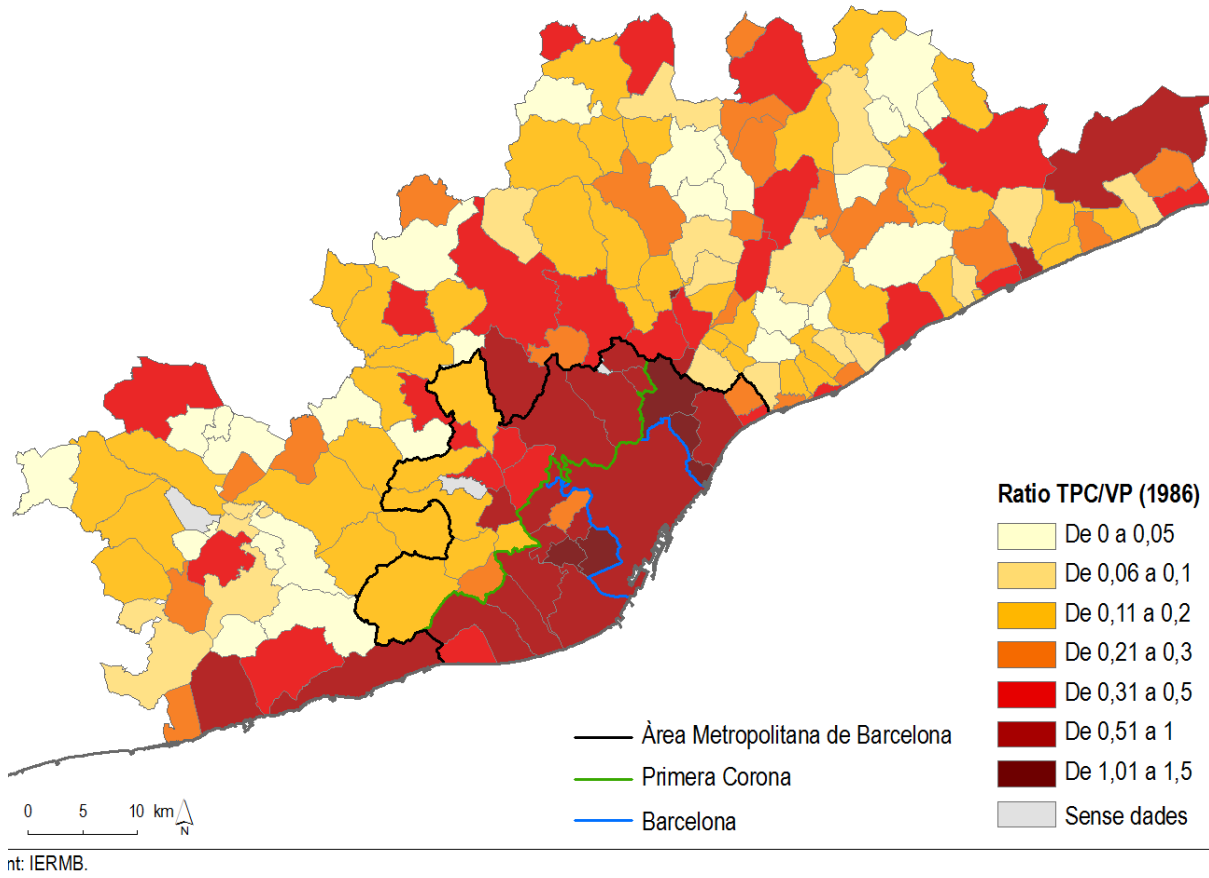 Ratio TPC/VP (1986)
De 0 a 0,05
De 0,06 a 0,1
De 0,11 a 0,2
De 0,21 a 0,3
De 0,31 a 0,5
De 0,51 a 1
De 1,01 a 1,5
Sense dades
Àrea Metropolitana de Barcelona
Primera Corona
Barcelona
0 5 10 km
N
nt: IERMB.